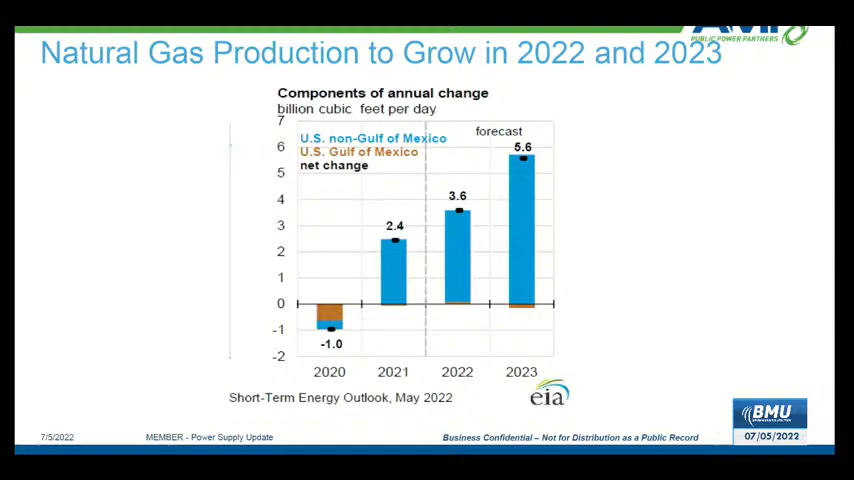 AMP
PUBLIC POWER PARTNERS
Natural Gas Production to Grow in 2022 and 2023
Components of annual change
billion cubic feet per day
7
6
5
4
3
2
1
0
-1
-2
U.S. non-Gulf of Mexico
U.S. Gulf of Mexico
net change
forecast
-1.0
2.4
3.6
5.6
2020 2021 2022 2023
Short-Term Energy Outlook, May 2022
eia
7/5/2022 MEMBER - Power Supply Update
Business Confidential – Not for Distribution as a Public Record
BMU
07/05/2022